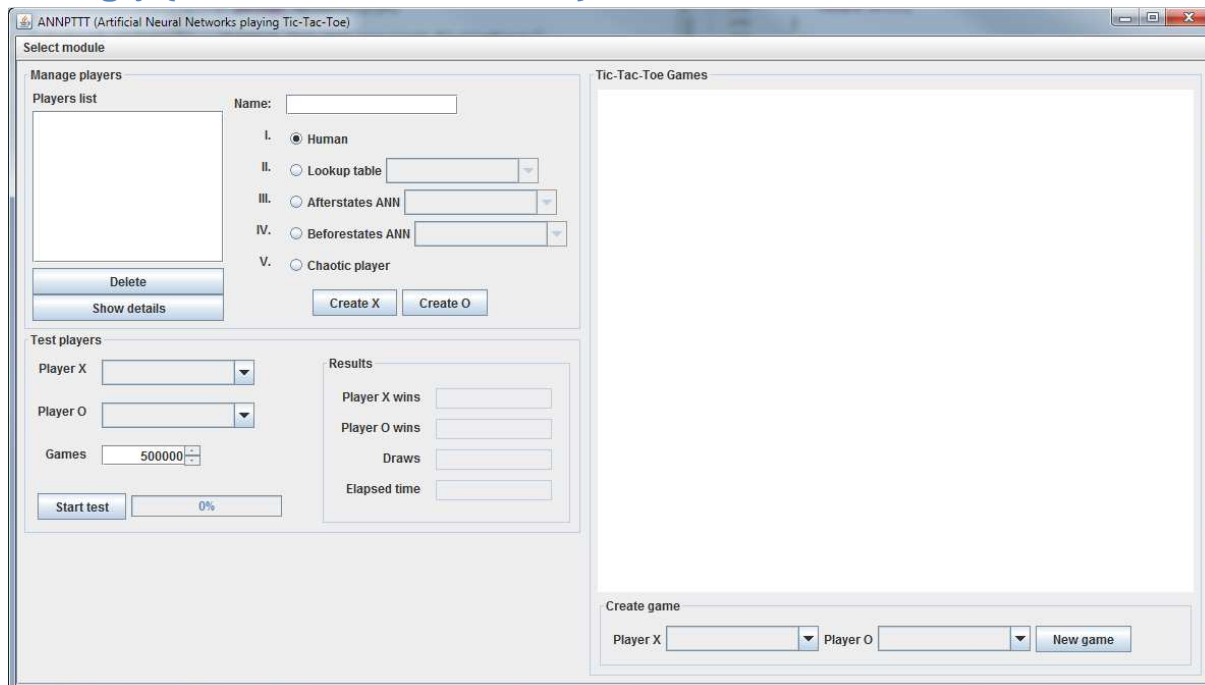 ANNPTTT (Artificial Neural Networks playing Tic-Tac-Toe)
Select module
Manage players
Players list
Name:
I. Human
II. Lookup table
III. Afterstates ANN
IV. Beforestates ANN
V. Chaotic player
Delete
Show details
Create X Create O
Test players
Player X
Player O
Games 500000
Start test 0%
Results
Player X wins
Player O wins
Draws
Elapsed time
Tic-Tac-Toe Games
Create game
Player X Player O New game